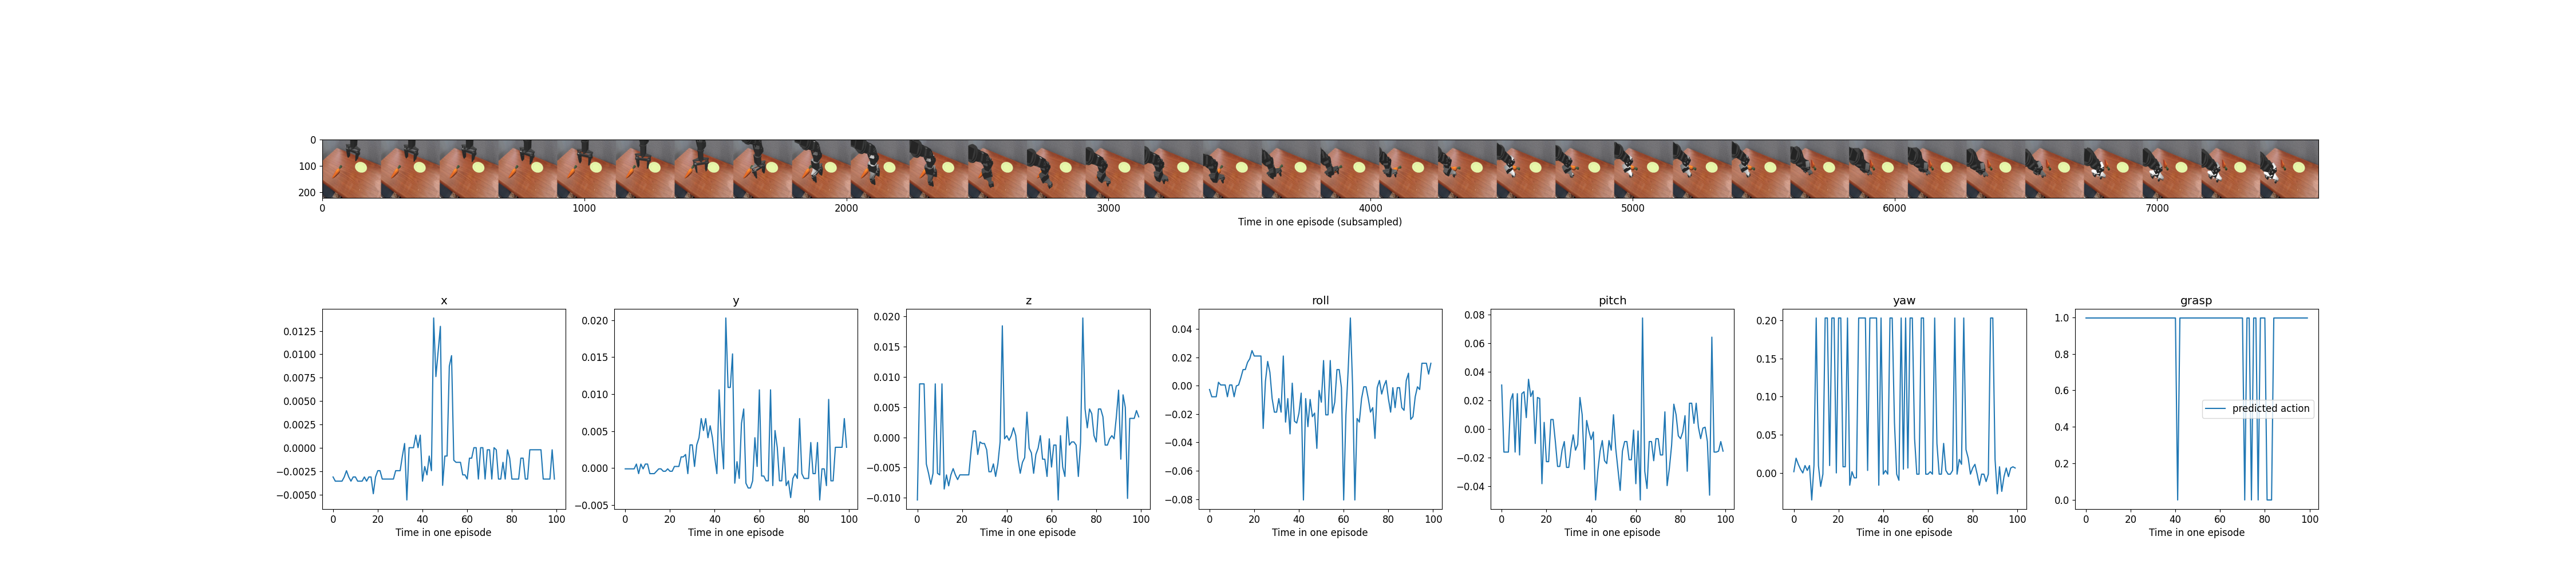 0
100
200
0 1000 2000 3000 4000 5000 6000 7000
Time in one episode (subsampled)
x y z roll pitch yaw grasp
0.0125
0.0100
0.0075
0.0050
0.0025
0.0000
−0.0025
−0.0050
0 20 40 60 80 100
Time in one episode
0.020
0.015
0.010
0.005
0.000
−0.005
0 20 40 60 80 100
Time in one episode
0.020
0.015
0.010
0.005
0.000
−0.005
−0.010
0 20 40 60 80 100
Time in one episode
0.04
0.02
0.00
−0.02
−0.04
−0.06
−0.08
0 20 40 60 80 100
Time in one episode
0.08
0.06
0.04
0.02
0.00
−0.02
−0.04
0 20 40 60 80 100
Time in one episode
0.20
0.15
0.10
0.05
0.00
0 20 40 60 80 100
Time in one episode
1.0
0.8
0.6
0.4
0.2
0.0
predicted action
0 20 40 60 80 100
Time in one episode